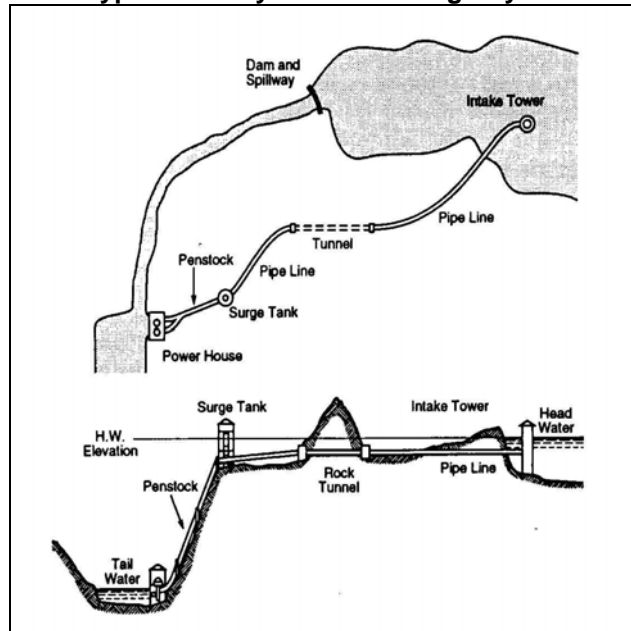 Dam and
Spillway
Intake Tower
Pipe Line
Tunnel
Penstock
Pipe Line
Surge Tank
Power House
Surge Tank
Intake Tower
Head
Water
H.W.
Elevation
Rock
Tunnel
Pipe Line
Penstock
Tail
Water